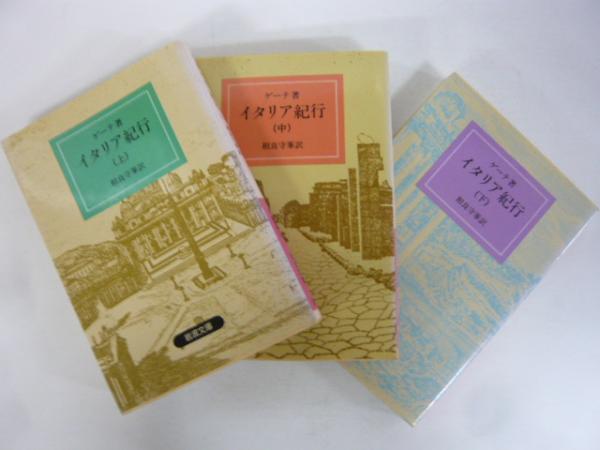 ゲーテ著
イタリア紀行
(上)
相良守峯訳
岩波文庫
ゲーテ著
イタリア紀行
(中)
相良守峯訳
ゲーテ著
イタリア紀行
(下)
相良守峯訳